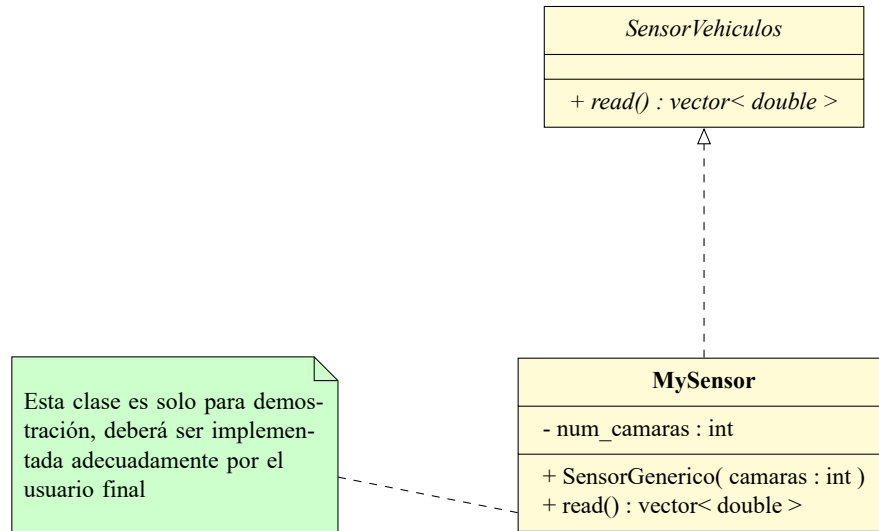 SensorVehiculos
+ read() : vector< double >
Esta clase es solo para demos-
tración, deberá ser implemen-
tada adecuadamente por el
usuario final
MySensor
- num_camaras : int
+ SensorGenerico( camaras : int )
+ read() : vector< double >